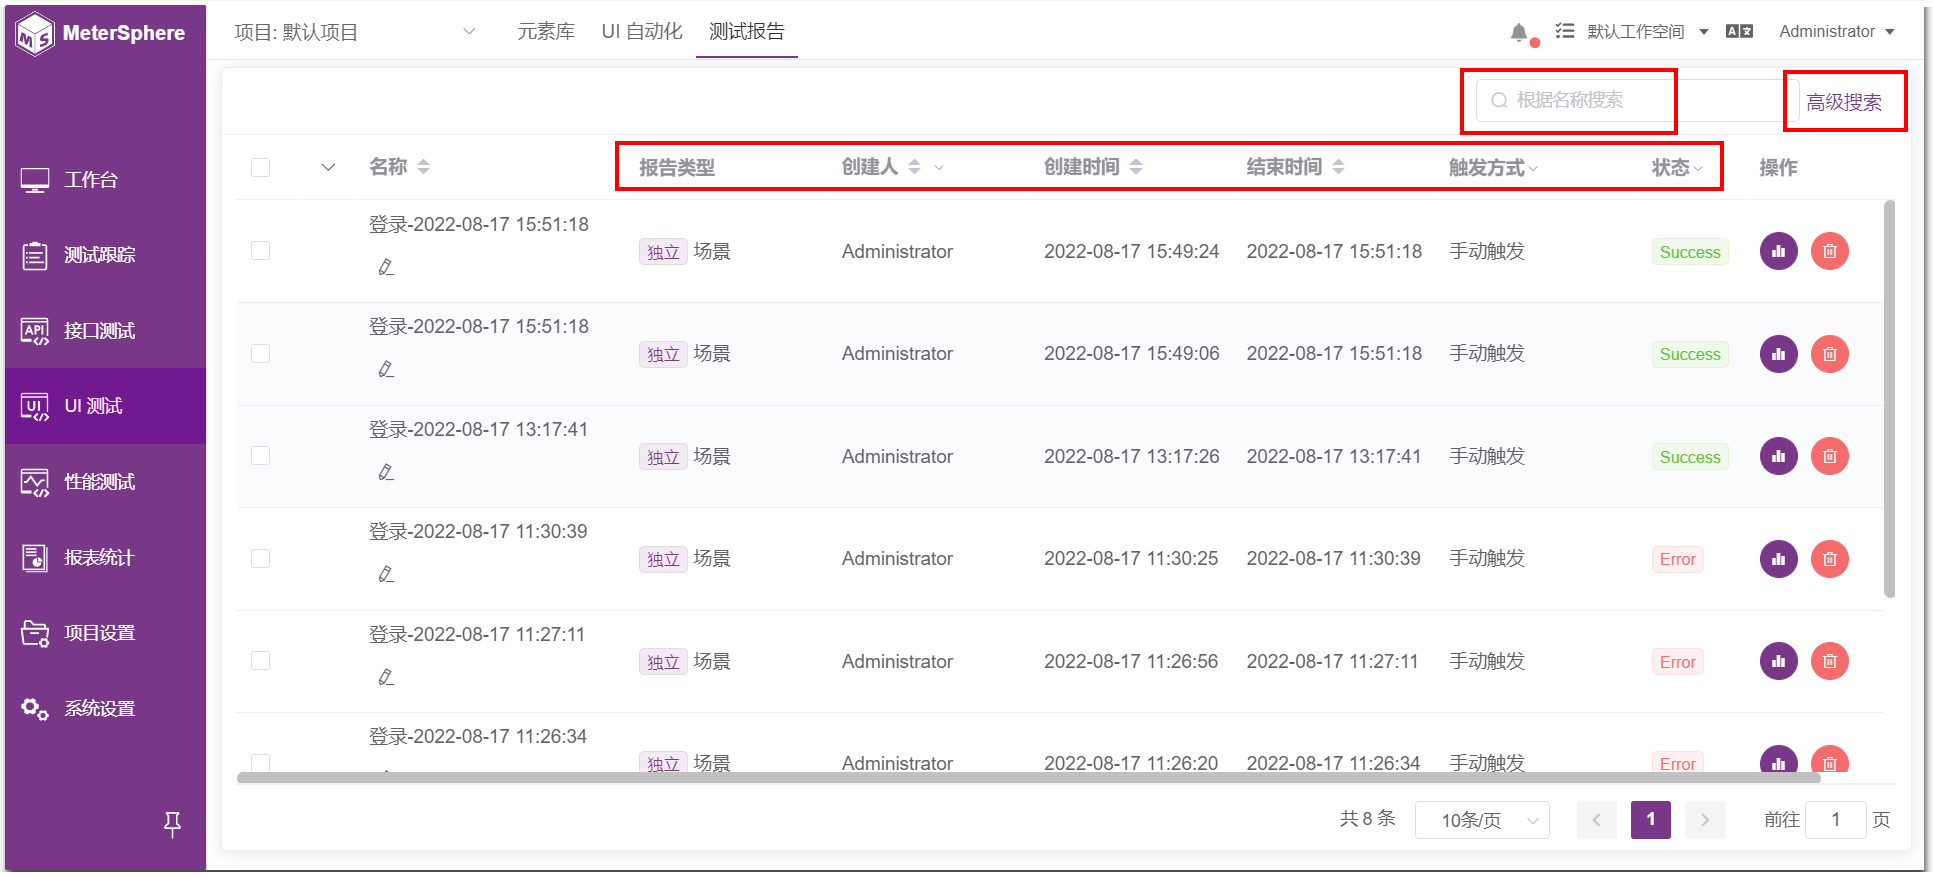 MeterSphere
项目: 默认项目
元素库
UI 自动化
测试报告
默认工作空间
Administrator
工作台
测试跟踪
接口测试
UI 测试
性能测试
报表统计
项目设置
系统设置
根据名称搜索
高级搜索
名称 报告类型 创建人 创建时间 结束时间 触发方式 状态 操作
登录-2022-08-17 15:51:18
独立 场景 Administrator 2022-08-17 15:49:24 2022-08-17 15:51:18 手动触发 Success
登录-2022-08-17 15:51:18
独立 场景 Administrator 2022-08-17 15:49:06 2022-08-17 15:51:18 手动触发 Success
登录-2022-08-17 13:17:41
独立 场景 Administrator 2022-08-17 13:17:26 2022-08-17 13:17:41 手动触发 Success
登录-2022-08-17 11:30:39
独立 场景 Administrator 2022-08-17 11:30:25 2022-08-17 11:30:39 手动触发 Error
登录-2022-08-17 11:27:11
独立 场景 Administrator 2022-08-17 11:26:56 2022-08-17 11:27:11 手动触发 Error
登录-2022-08-17 11:26:34
独立 场景 Administrator 2022-08-17 11:26:20 2022-08-17 11:26:34 手动触发 Error
共 8 条 10条/页 1 前往 1 页